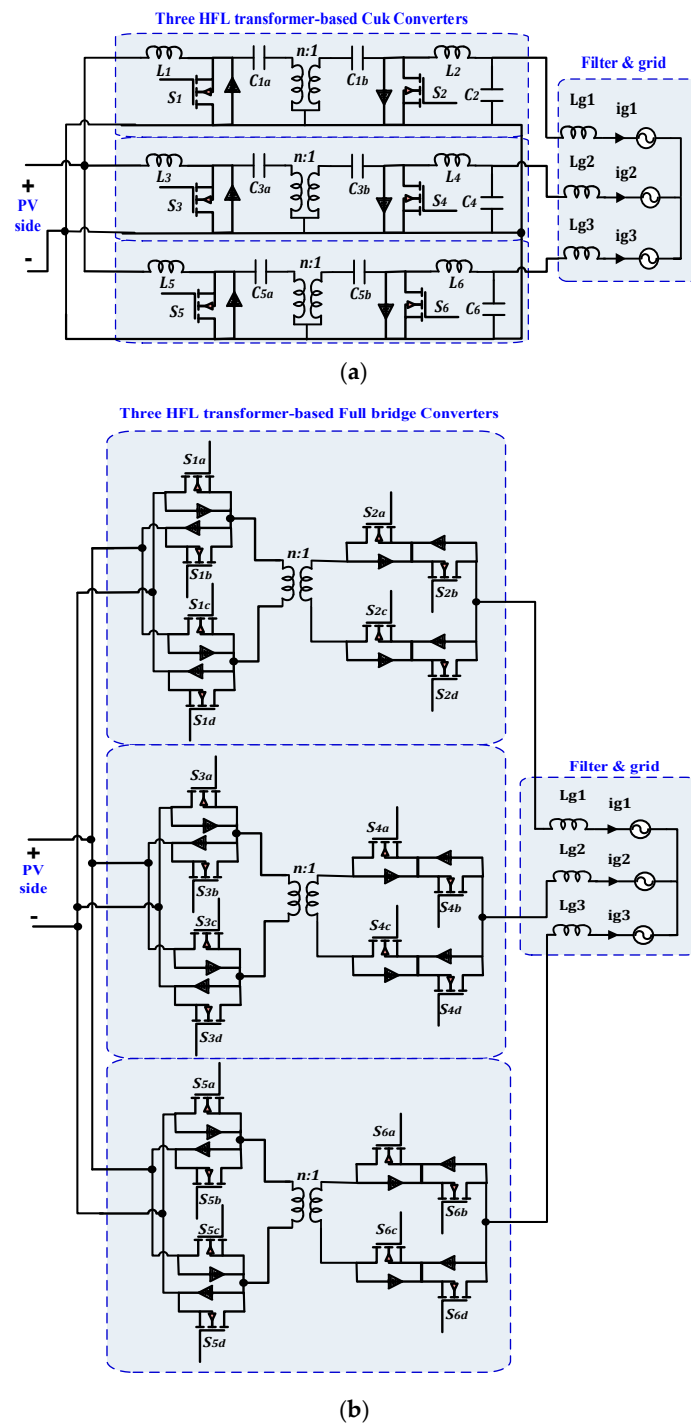 Three HFL transformer-based Cuk Converters
L1
S1
C1a
n:1
C1b
S2
L2
C2
L3
S3
C3a
n:1
C3b
S4
L4
C4
L5
S5
C5a
n:1
C5b
S6
L6
C6
+
PV
side
-
Filter & grid
Lg1
ig1
Lg2
ig2
Lg3
ig3
(a)
Three HFL transformer-based Full bridge Converters
S1a
S1b
S1c
S1d
n:1
S2a
S2b
S2c
S2d
S3a
S3b
S3c
S3d
n:1
S4a
S4b
S4c
S4d
S5a
S5b
S5c
S5d
n:1
S6a
S6b
S6c
S6d
+
PV
side
-
Filter & grid
Lg1
ig1
Lg2
ig2
Lg3
ig3
(b)